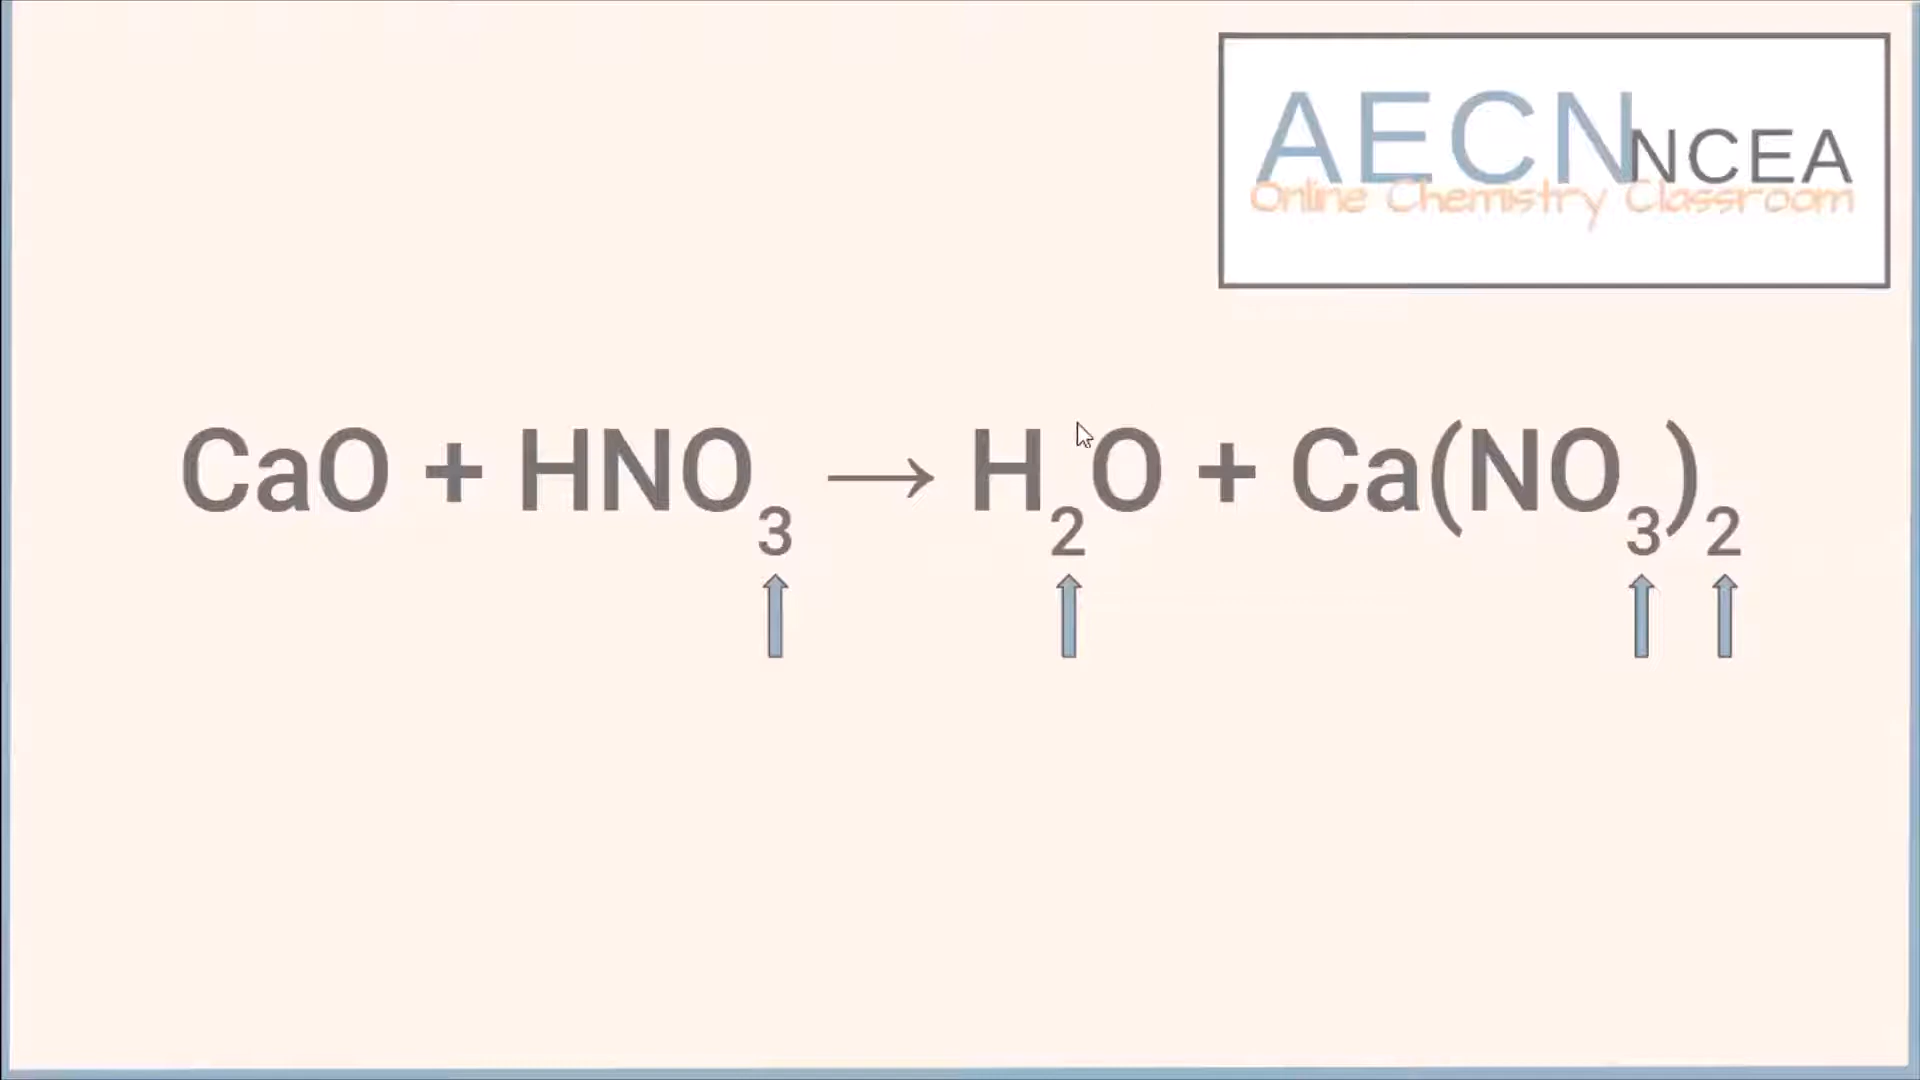 AECN NCEA
Online Chemistry Classroom
CaO + HNO₃ → H₂O + Ca(NO₃)₂